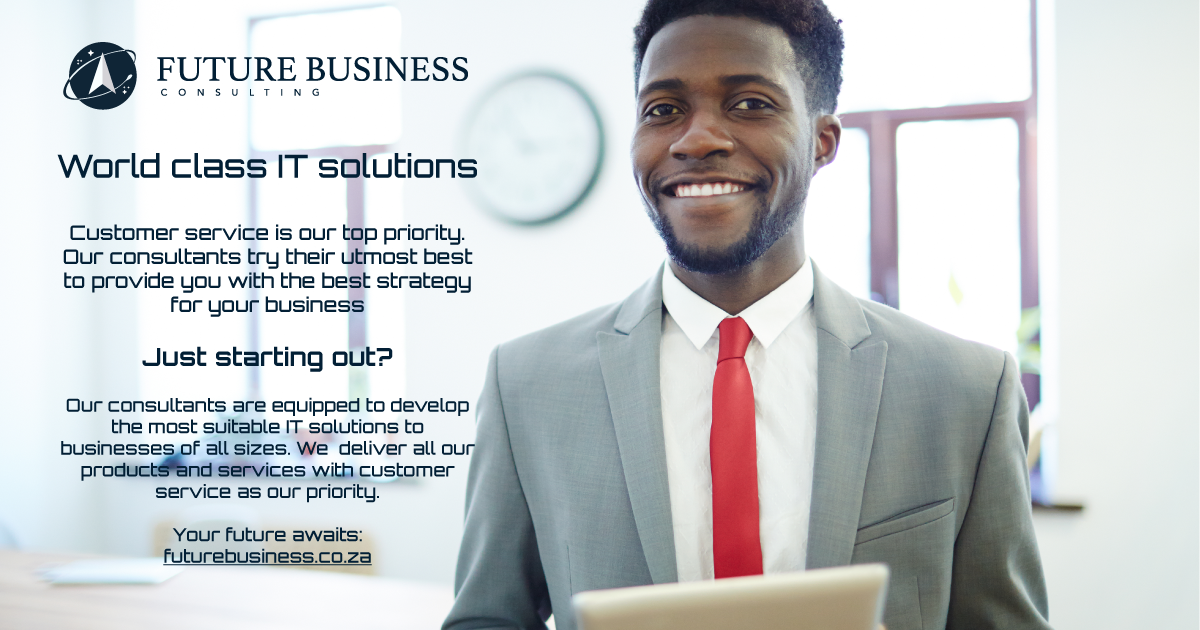 FUTURE BUSINESS
CONSULTING
World class IT solutions
Customer service is our top priority.
Our consultants try their utmost best
to provide you with the best strategy
for your business
Just starting out?
Our consultants are equipped to develop
the most suitable IT solutions to
businesses of all sizes. We  deliver all our
products and services with customer
service as our priority.
Your future awaits:
futurebusiness.co.za